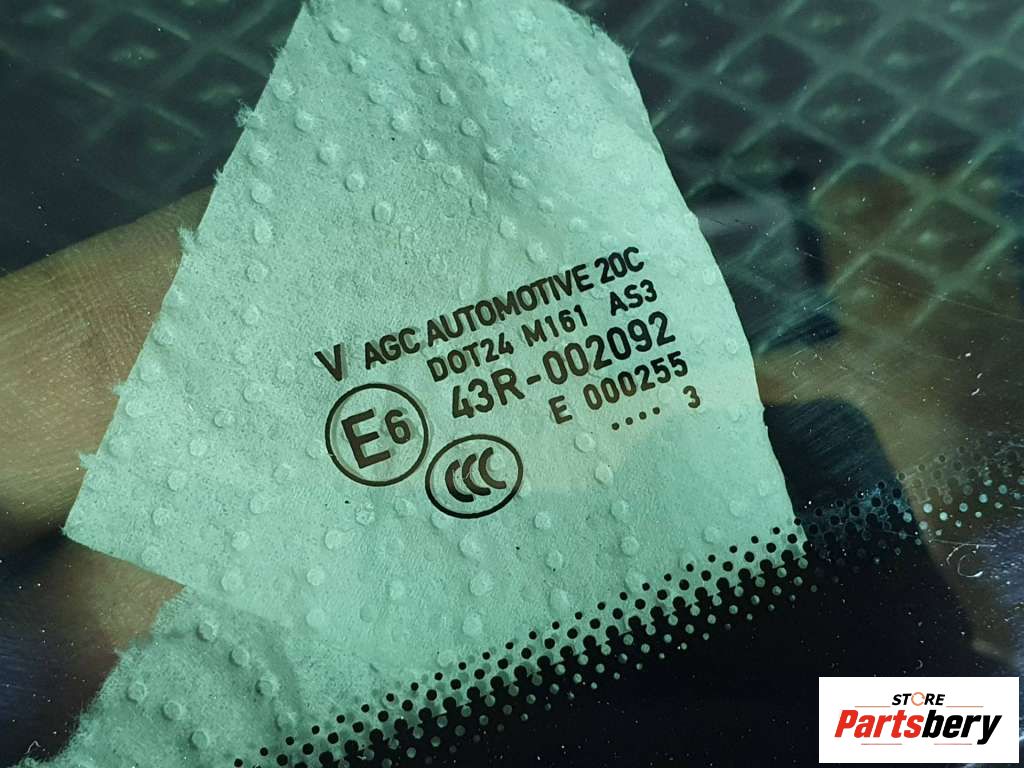 V AGC AUTOMOTIVE 20C
DOT24 M161 AS3
43R-002092
E6
E 000255
.... 3
CCC
STORE
Partsbery